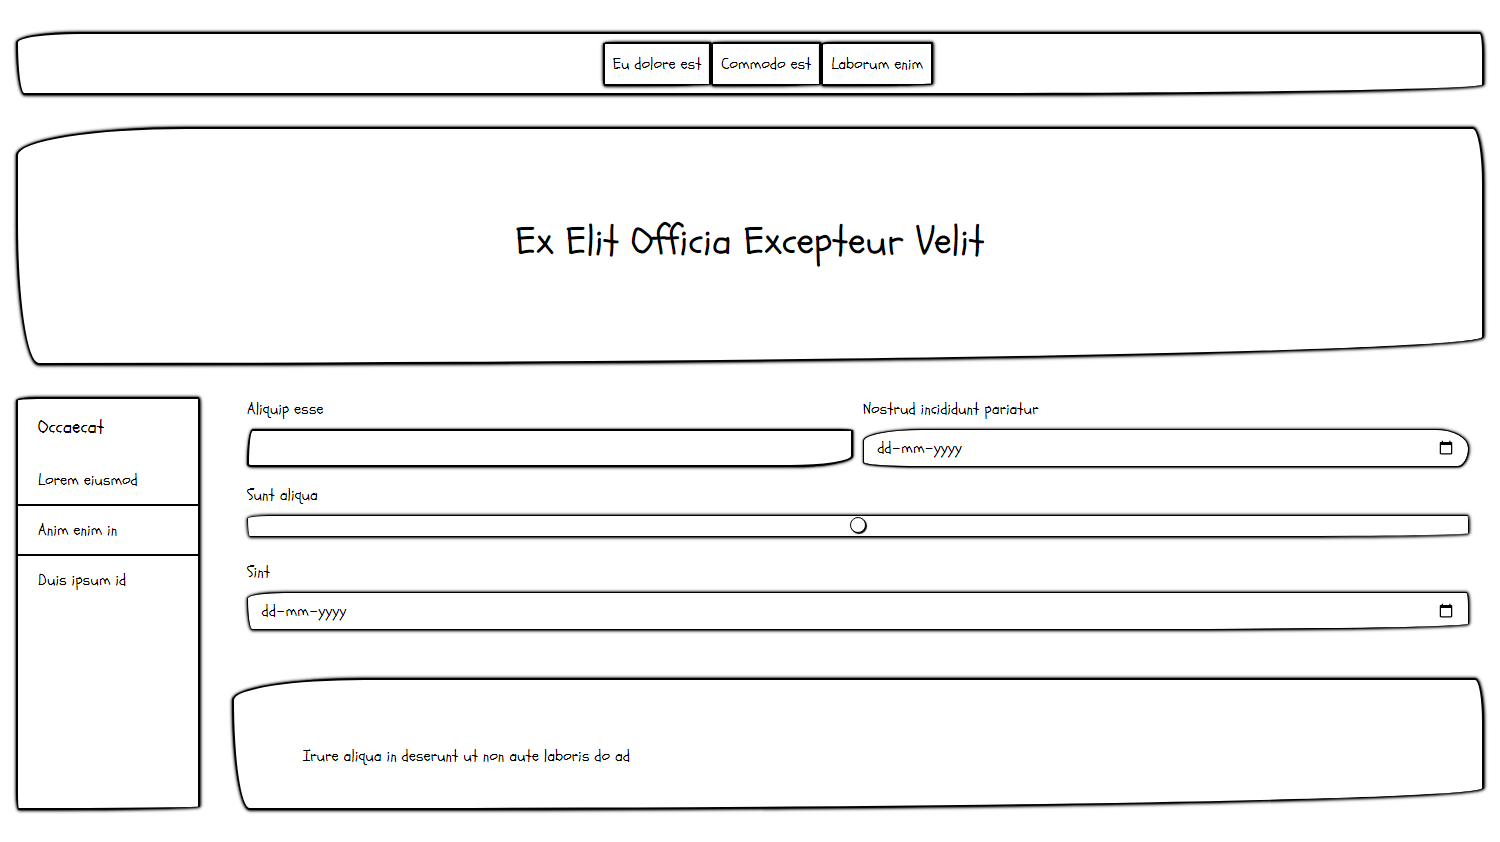 Eu dolore est Commodo est Laborum enim
Ex Elit Officia Excepteur Velit
Occaecat
Lorem eiusmod
Anim enim in
Duis ipsum id
Aliquip esse
Nostrud incididunt pariatur
dd-mm-yyyy
Sunt aliqua
Sint
dd-mm-yyyy
Irure aliqua in deserunt ut non aute laboris do ad